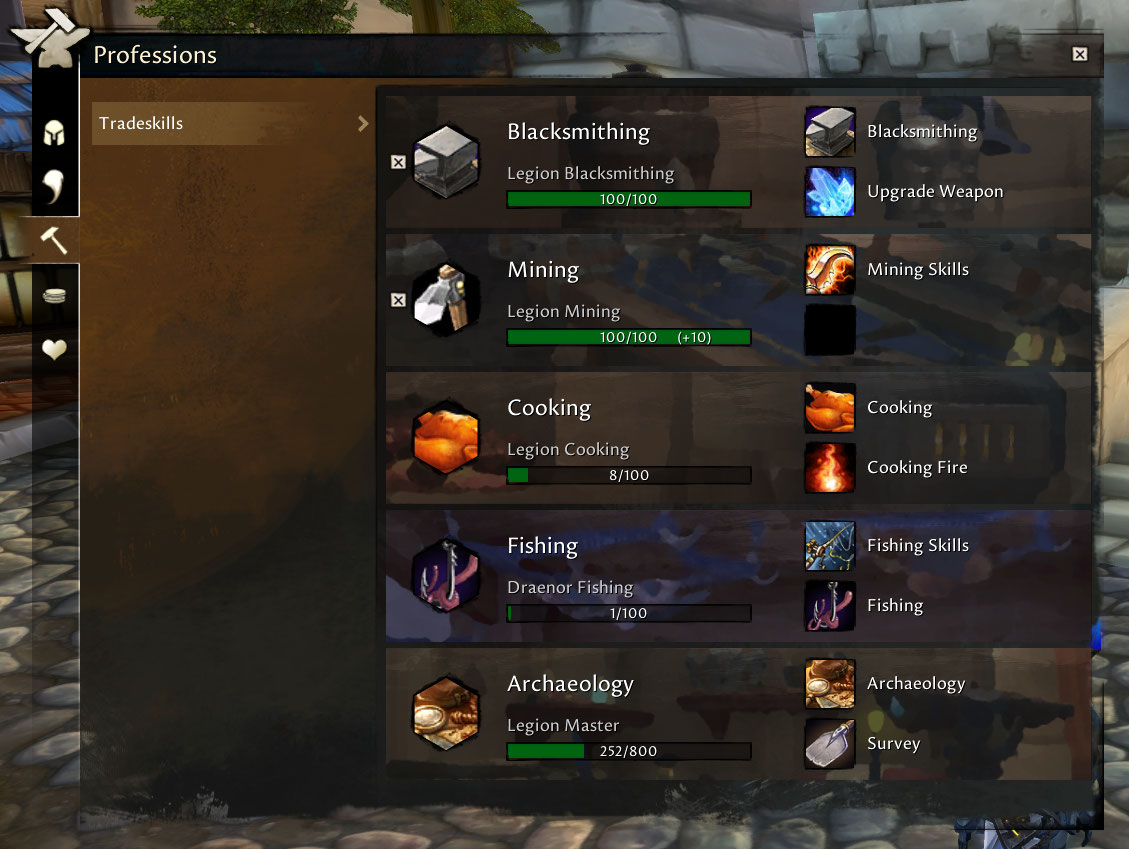 Professions
Tradeskills
Blacksmithing
Legion Blacksmithing
100/100
Blacksmithing
Upgrade Weapon
Mining
Legion Mining
100/100 (+10)
Mining Skills
Cooking
Legion Cooking
8/100
Cooking
Cooking Fire
Fishing
Draenor Fishing
1/100
Fishing Skills
Fishing
Archaeology
Legion Master
252/800
Archaeology
Survey